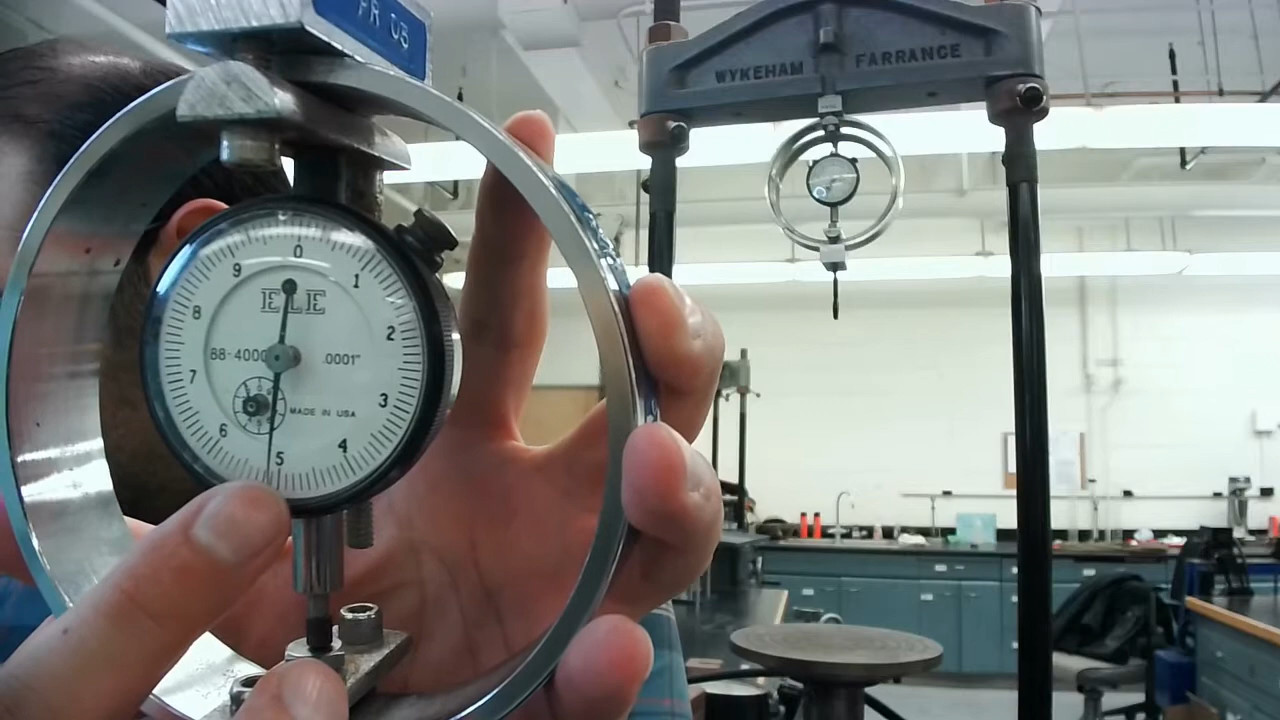 PR 05
WYKEHAM FARRANCE
0
9 1
ELE
8 2
88-4000 .0001"
7 3
MADE IN USA
6 4
5